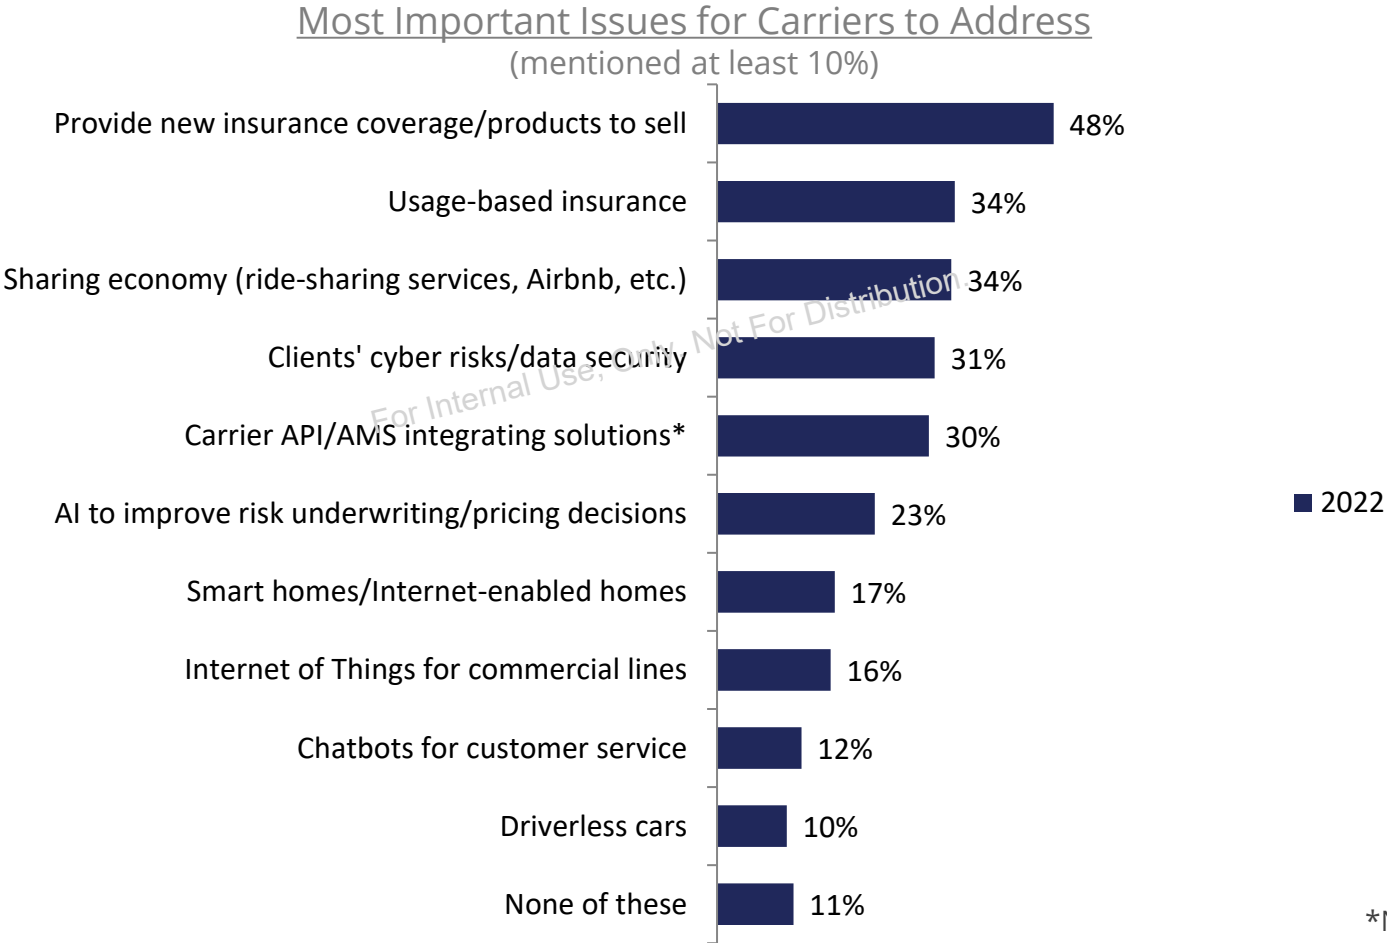 Most Important Issues for Carriers to Address
(mentioned at least 10%)
Provide new insurance coverage/products to sell 48%
Usage-based insurance 34%
Sharing economy (ride-sharing services, Airbnb, etc.) 34%
Clients' cyber risks/data security 31%
Carrier API/AMS integrating solutions* 30%
AI to improve risk underwriting/pricing decisions 23%
Smart homes/Internet-enabled homes 17%
Internet of Things for commercial lines 16%
Chatbots for customer service 12%
Driverless cars 10%
None of these 11%
2022
For Internal Use, Only. Not For Distribution.